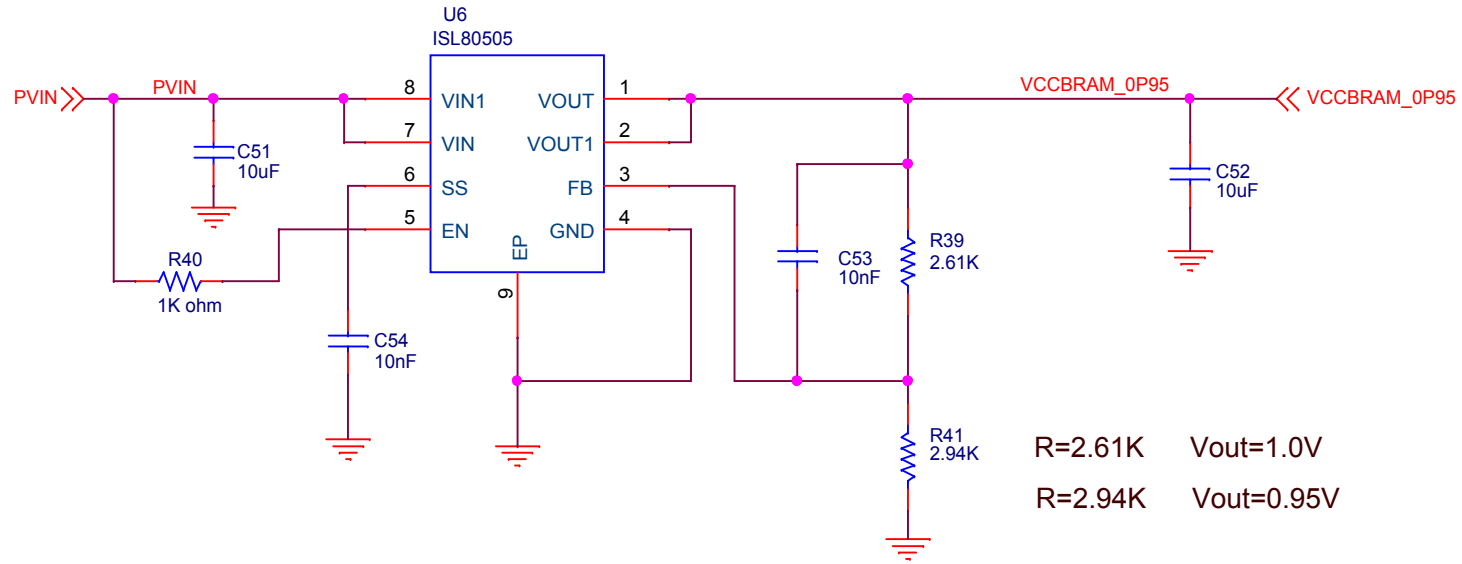 U6
ISL80505
PVIN
PVIN
8
VIN1
VOUT
1
VCCBRAM_0P95
VCCBRAM_0P95
7
VIN
VOUT1
2
C51
10uF
6
SS
FB
3
C52
10uF
5
EN
GND
4
EP
R40
1K ohm
C53
10nF
R39
2.61K
9
C54
10nF
R41
2.94K
R=2.61K Vout=1.0V
R=2.94K Vout=0.95V